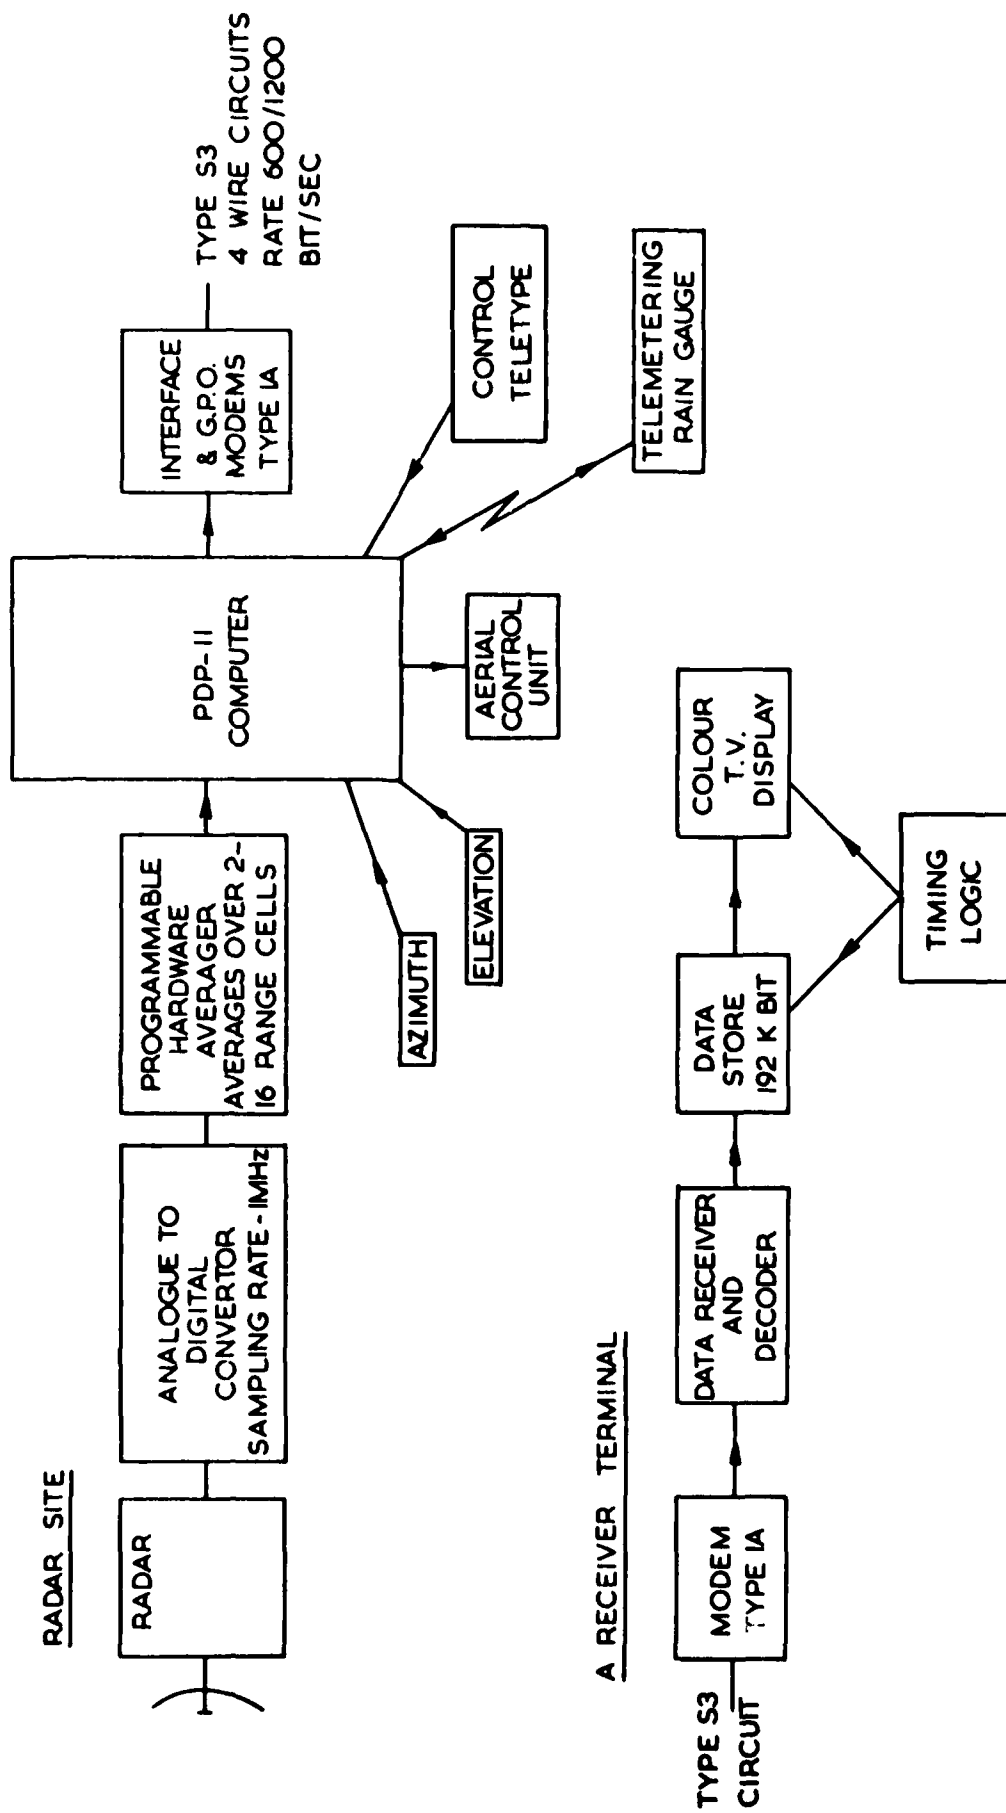 RADAR SITE
RADAR
ANALOGUE TO
DIGITAL
CONVERTOR
SAMPLING RATE - 1MHz
PROGRAMMABLE
HARDWARE
AVERAGER
AVERAGES OVER 2-
16 RANGE CELLS
PDP-11
COMPUTER
INTERFACE
& G.P.O.
MODEMS
TYPE 1A
TYPE S3
4 WIRE CIRCUITS
RATE 600/1200
BIT/SEC
AZIMUTH
ELEVATION
AERIAL
CONTROL
UNIT
CONTROL
TELETYPE
TELEMETERING
RAIN GAUGE
A RECEIVER TERMINAL
TYPE S3
CIRCUIT
MODEM
TYPE 1A
DATA RECEIVER
AND
DECODER
DATA
STORE
192 K BIT
COLOUR
T.V.
DISPLAY
TIMING
LOGIC